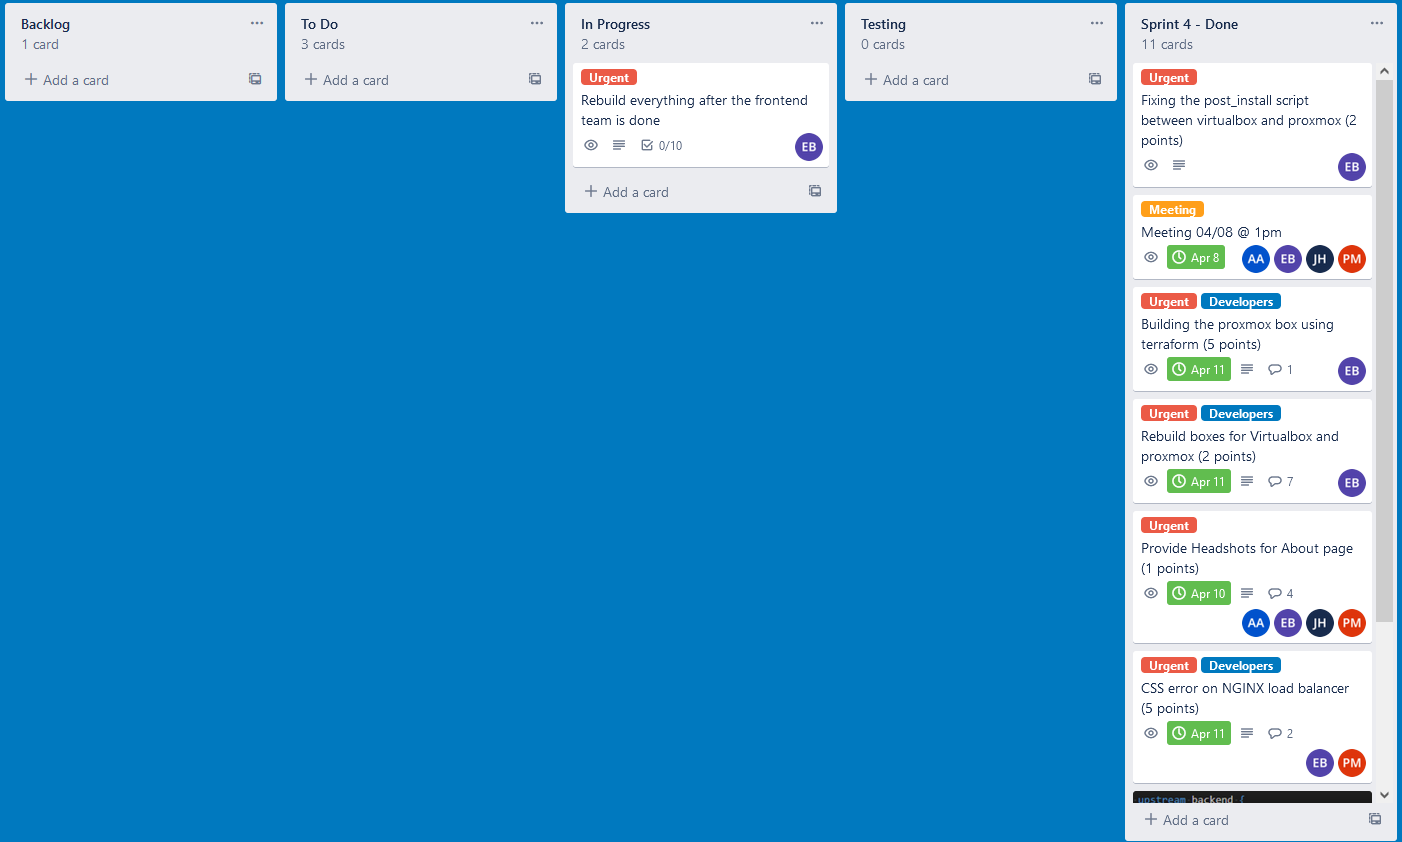 Backlog
1 card
Add a card
To Do
3 cards
Add a card
In Progress
2 cards
Urgent
Rebuild everything after the frontend
team is done
0/10
EB
Add a card
Testing
0 cards
Add a card
Sprint 4 - Done
11 cards
Urgent
Fixing the post_install script
between virtualbox and proxmox (2
points)
EB
Meeting
Meeting 04/08 @ 1pm
Apr 8 AA EB JH PM
Urgent Developers
Building the proxmox box using
terraform (5 points)
Apr 11 1 EB
Urgent Developers
Rebuild boxes for Virtualbox and
proxmox (2 points)
Apr 11 7 EB
Urgent
Provide Headshots for About page
(1 points)
Apr 10 4
AA EB JH PM
Urgent Developers
CSS error on NGINX load balancer
(5 points)
Apr 11 2
EB PM
upstream backend {
Add a card